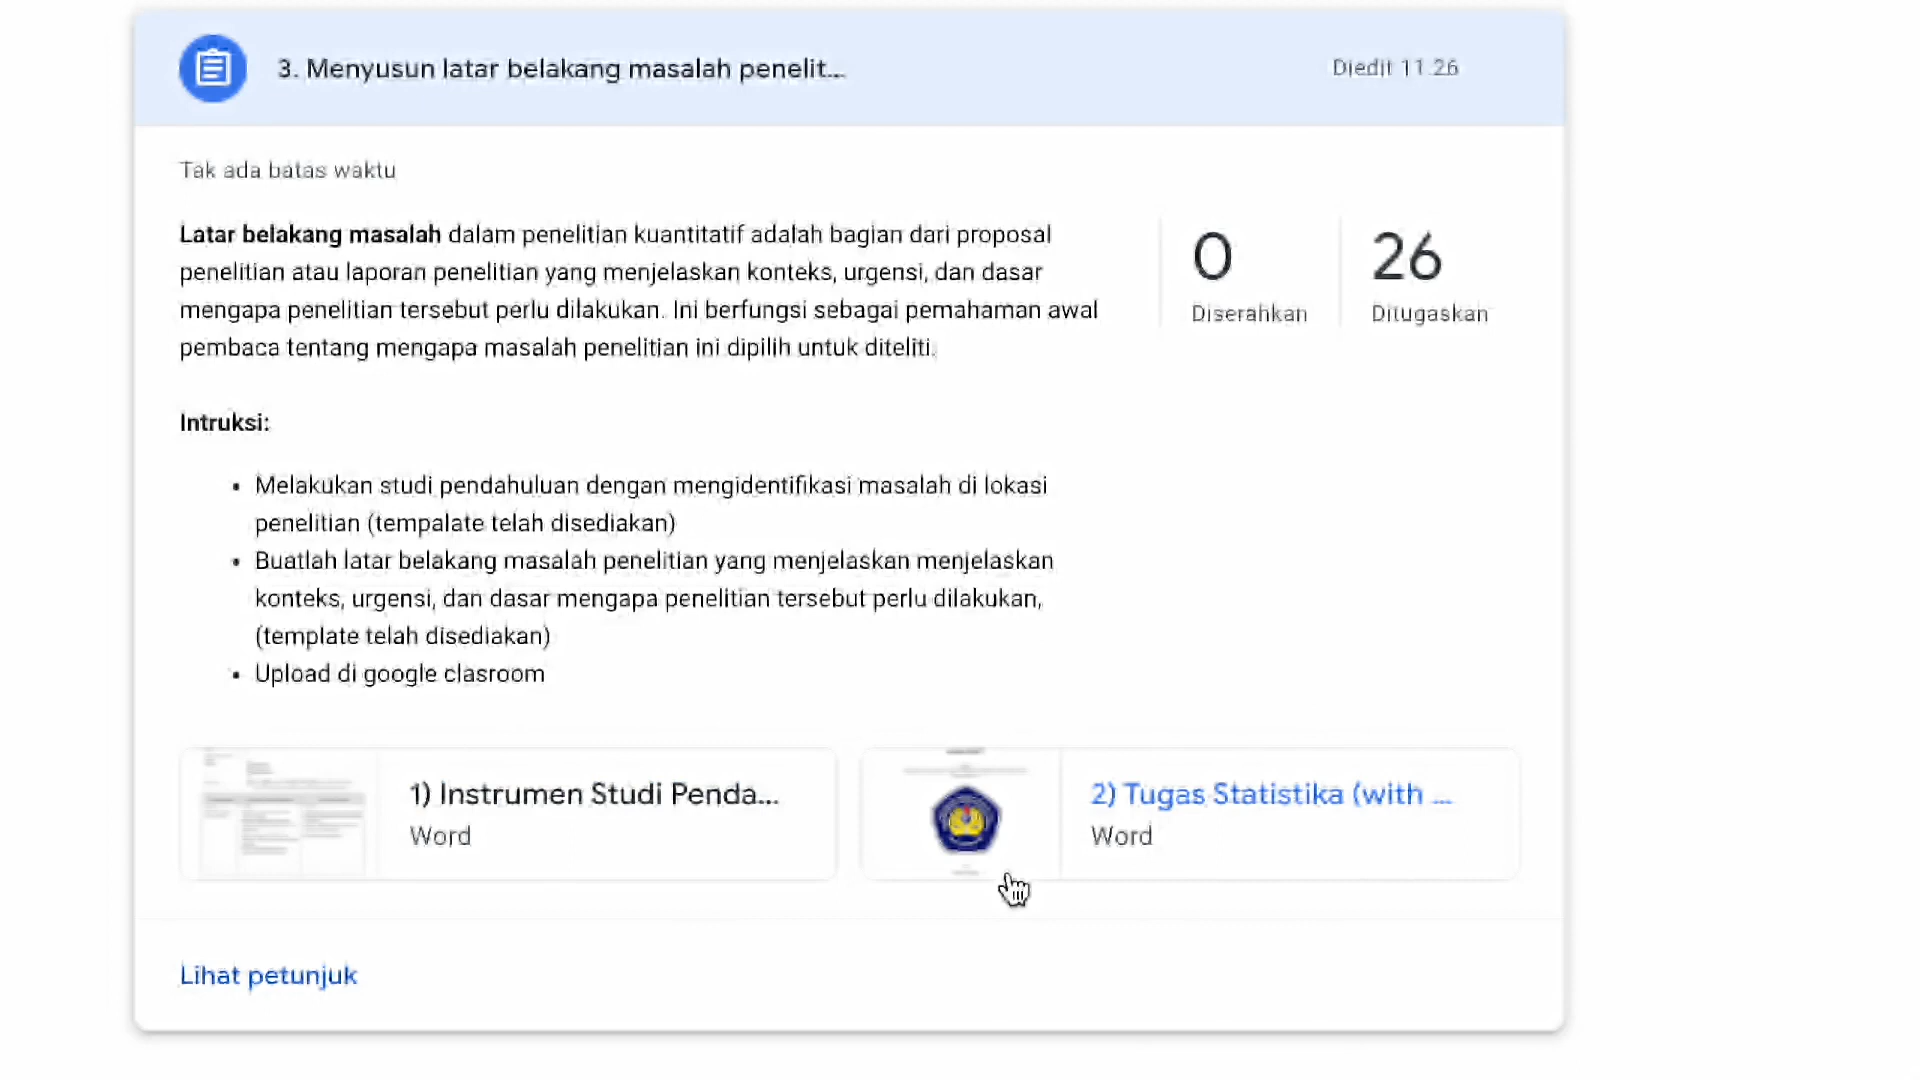 3. Menyusun latar belakang masalah penelit...
Diedit 11.26
Tak ada batas waktu
Latar belakang masalah dalam penelitian kuantitatif adalah bagian dari proposal
penelitian atau laporan penelitian yang menjelaskan konteks, urgensi, dan dasar
mengapa penelitian tersebut perlu dilakukan. Ini berfungsi sebagai pemahaman awal
pembaca tentang mengapa masalah penelitian ini dipilih untuk diteliti.
0
Diserahkan
26
Ditugaskan
Intruksi:
• Melakukan studi pendahuluan dengan mengidentifikasi masalah di lokasi
penelitian (tempalate telah disediakan)
• Buatlah latar belakang masalah penelitian yang menjelaskan menjelaskan
konteks, urgensi, dan dasar mengapa penelitian tersebut perlu dilakukan,
(template telah disediakan)
• Upload di google clasroom
1) Instrumen Studi Penda...
Word
2) Tugas Statistika (with ...
Word
Lihat petunjuk